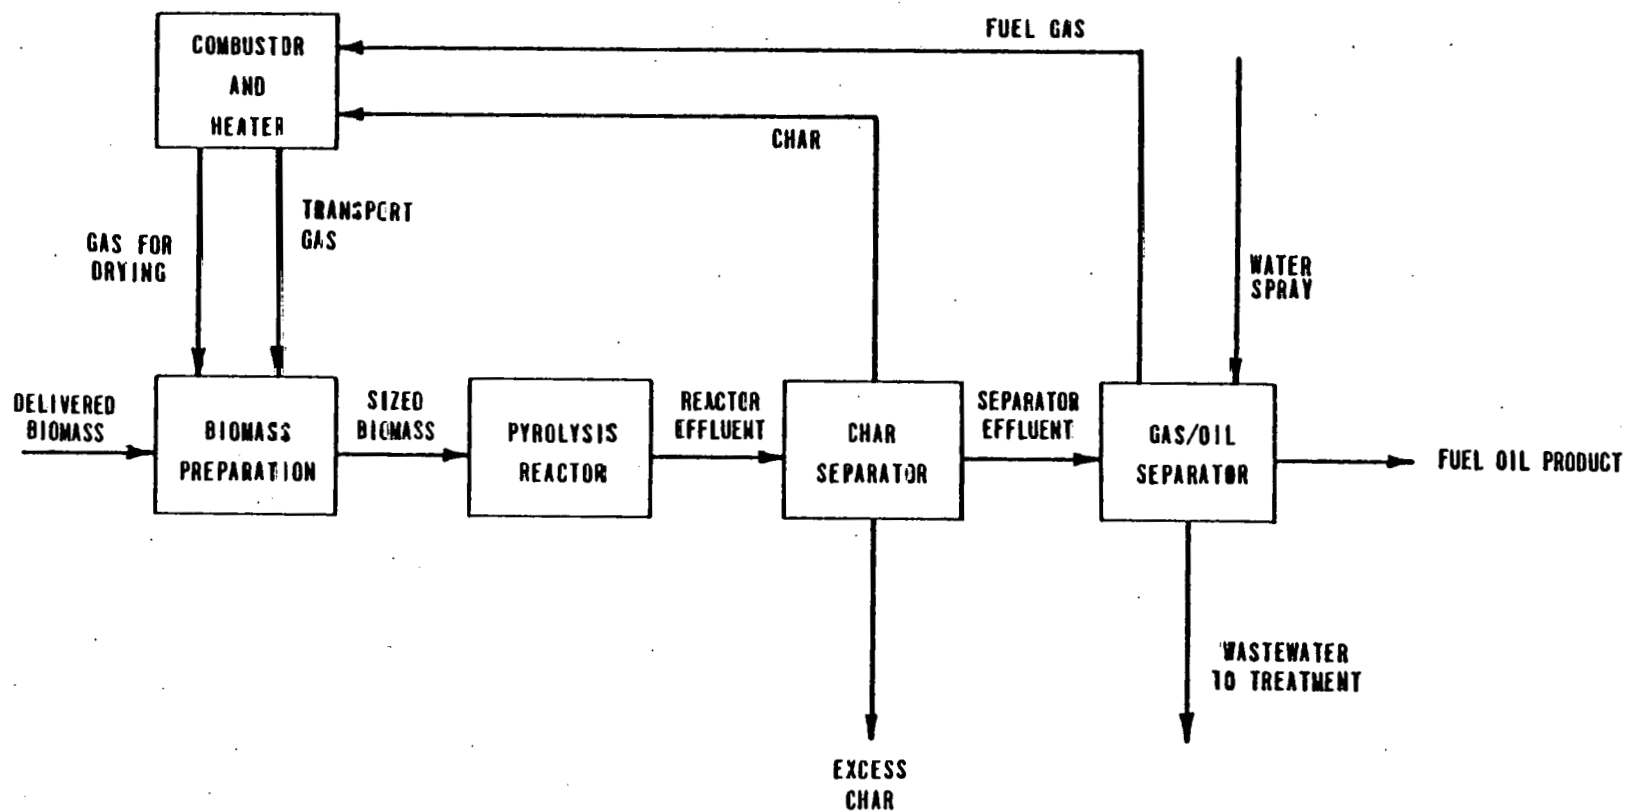 COMBUSTOR
AND
HEATER
FUEL GAS
CHAR
GAS FOR
DRYING
TRANSPORT
GAS
WATER
SPRAY
DELIVERED
BIOMASS
BIOMASS
PREPARATION
SIZED
BIOMASS
PYROLYSIS
REACTOR
REACTOR
EFFLUENT
CHAR
SEPARATOR
SEPARATOR
EFFLUENT
GAS/OIL
SEPARATOR
FUEL OIL PRODUCT
WASTEWATER
TO TREATMENT
EXCESS
CHAR